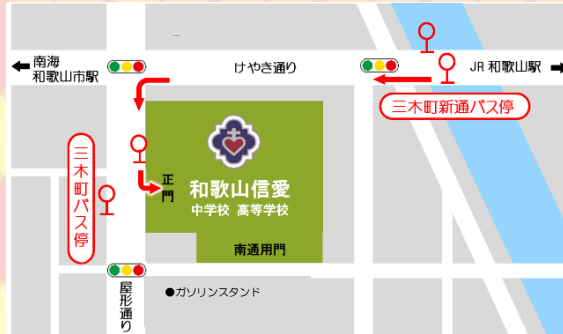 南海
和歌山市駅
けやき通り
JR 和歌山駅
三木町新通バス停
三木町バス停
正門
和歌山信愛
中学校 高等学校
南通用門
屋形通り
●ガソリンスタンド